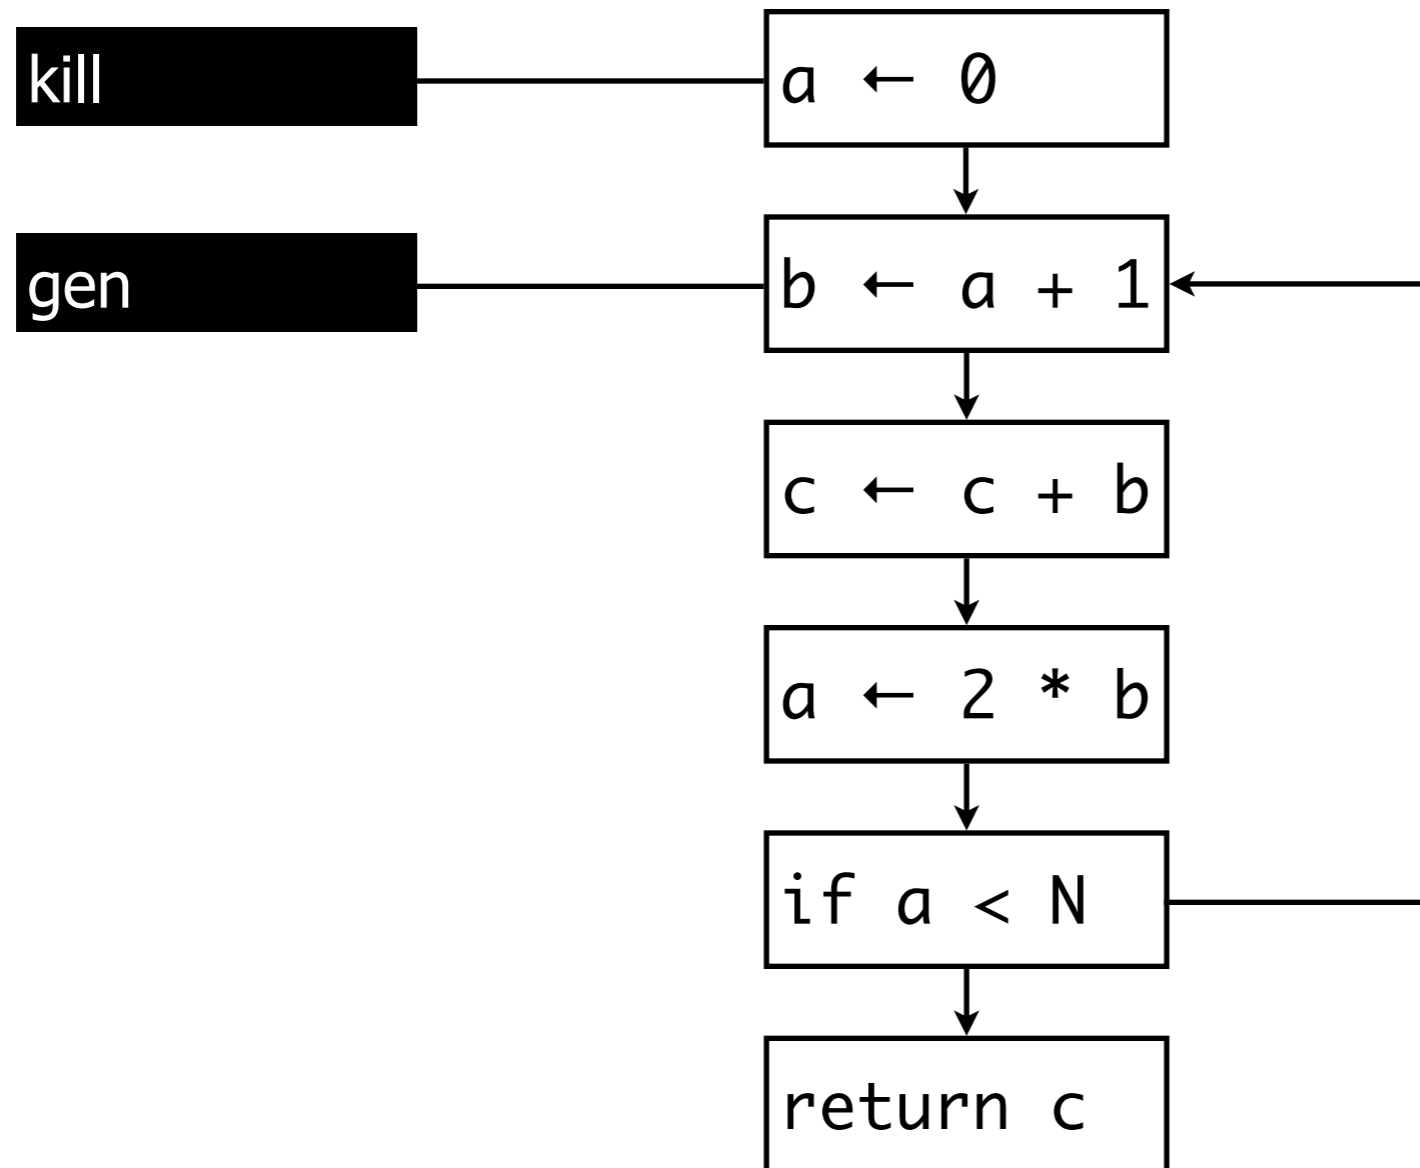 kill
a ← 0
gen
b ← a + 1
c ← c + b
a ← 2 * b
if a < N
return c